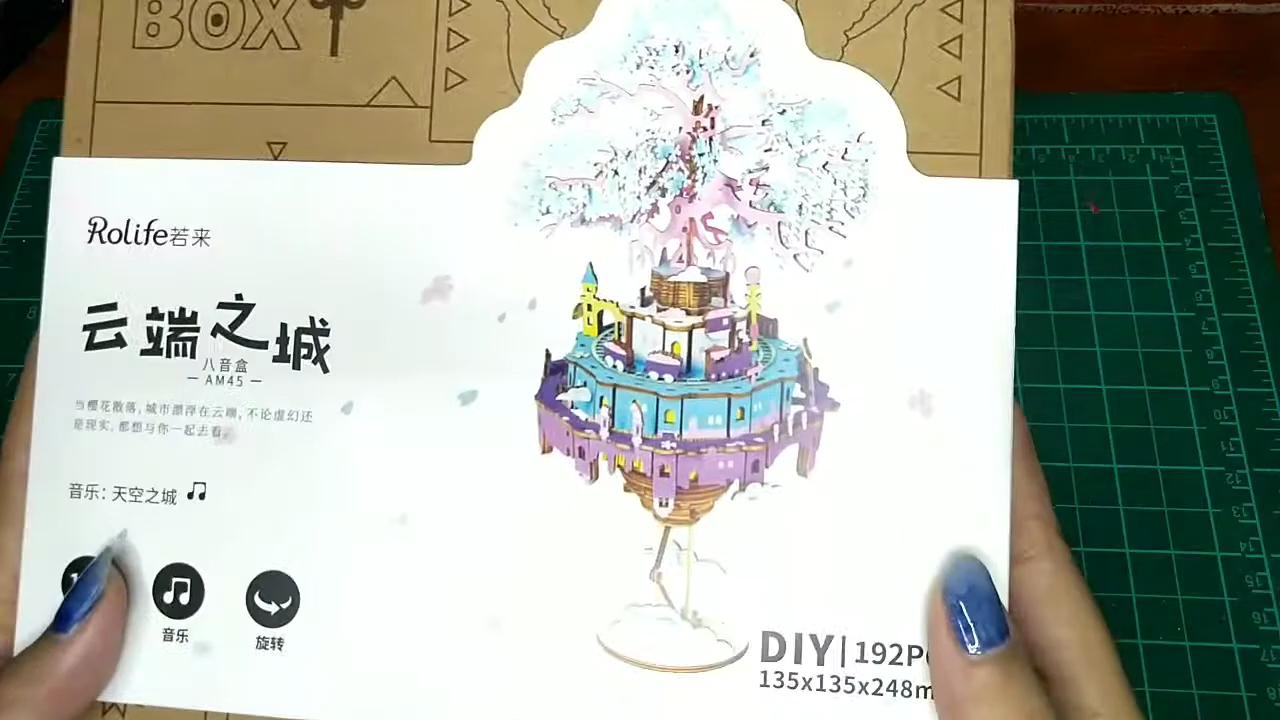 BOX
Rolife若来
云端之城
八音盒
— AM45 —
当樱花散落,城市漂浮在云端,不论虚幻还
是现实,都想与你一起去看。
音乐: 天空之城
音乐
旋转
DIY | 192P
135x135x248m